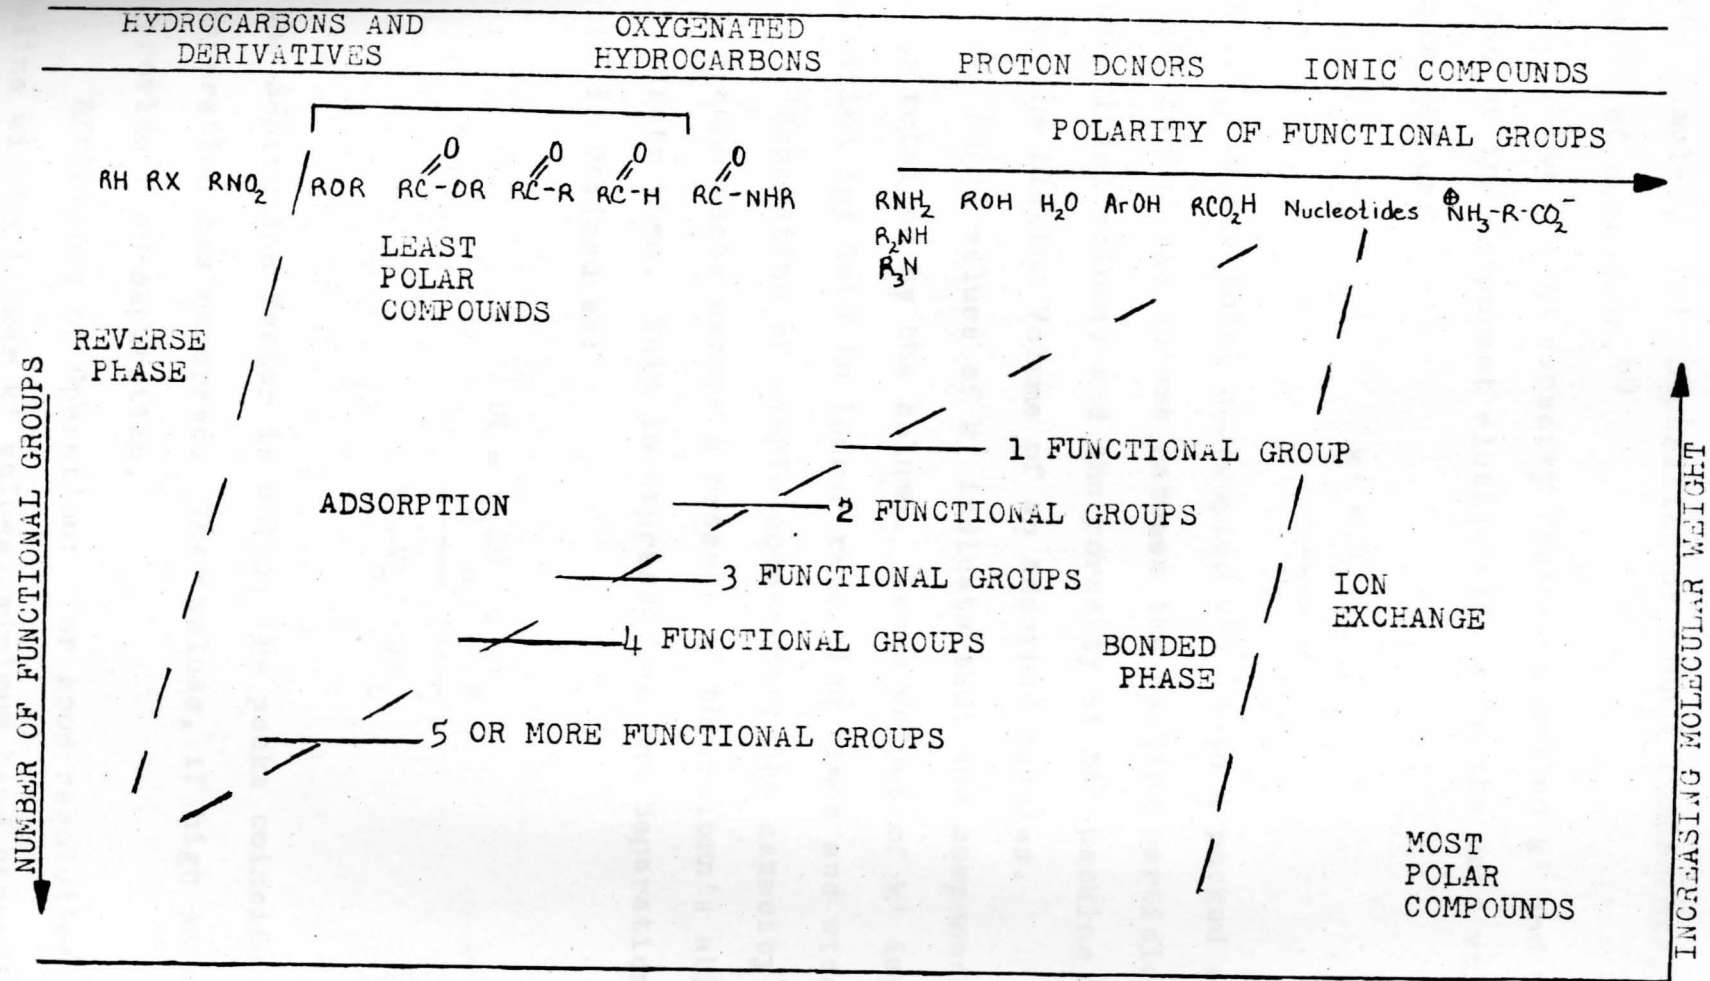 HYDROCARBONS AND
DERIVATIVES
OXYGENATED
HYDROCARBONS
PROTON DONORS
IONIC COMPOUNDS
POLARITY OF FUNCTIONAL GROUPS
RH RX RNO₂ ROR RC(=O)-OR RC(=O)-R RC(=O)-H RC(=O)-NHR RNH₂ ROH H₂O ArOH RCO₂H Nucleotides ⊕NH₃-R-CO₂⁻
R₂NH
R₃N
LEAST
POLAR
COMPOUNDS
REVERSE
PHASE
NUMBER OF FUNCTIONAL GROUPS
ADSORPTION
1 FUNCTIONAL GROUP
2 FUNCTIONAL GROUPS
3 FUNCTIONAL GROUPS
4 FUNCTIONAL GROUPS
5 OR MORE FUNCTIONAL GROUPS
BONDED
PHASE
ION
EXCHANGE
MOST
POLAR
COMPOUNDS
INCREASING MOLECULAR WEIGHT